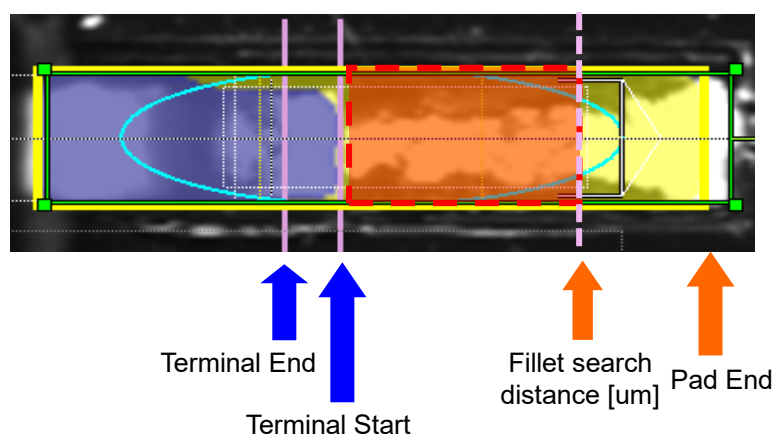 Terminal End
Terminal Start
Fillet search
distance [um]
Pad End